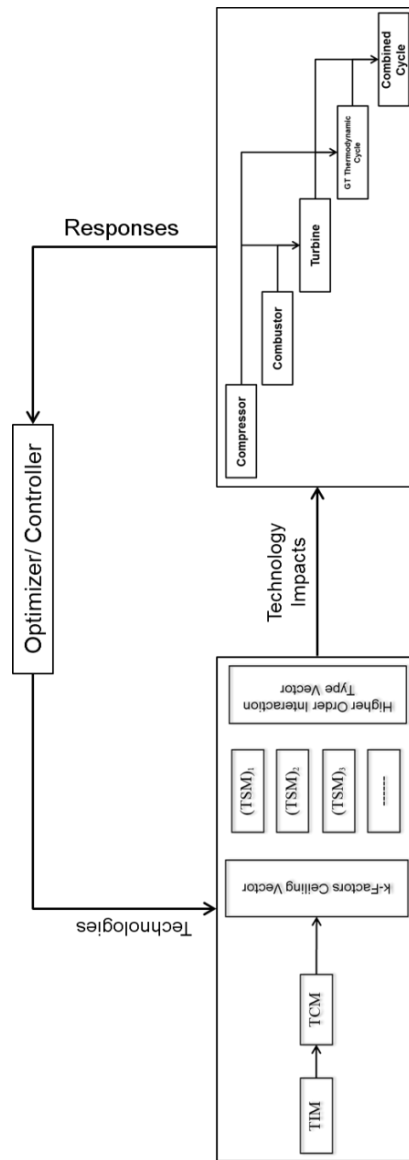 Optimizer/ Controller
Technologies
Responses
TIM
TCM
k-Factors Ceiling Vector
(TSM)1
(TSM)2
(TSM)3
------
Higher Order Interaction
Type Vector
Technology
Impacts
Compressor
Combustor
Turbine
GT Thermodynamic
Cycle
Combined Cycle